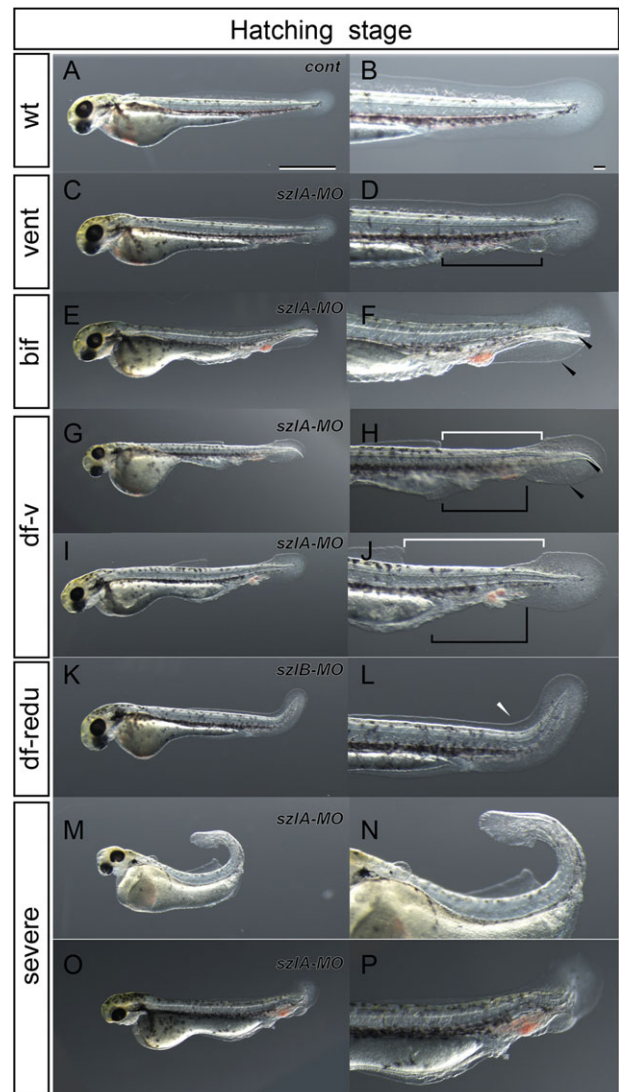 Hatching stage
wt
A
cont
B
vent
C
szlA-MO
D
bif
E
szlA-MO
F
df-v
G
szlA-MO
H
I
szlA-MO
J
df-redu
K
szlB-MO
L
severe
M
szlA-MO
N
O
szlA-MO
P